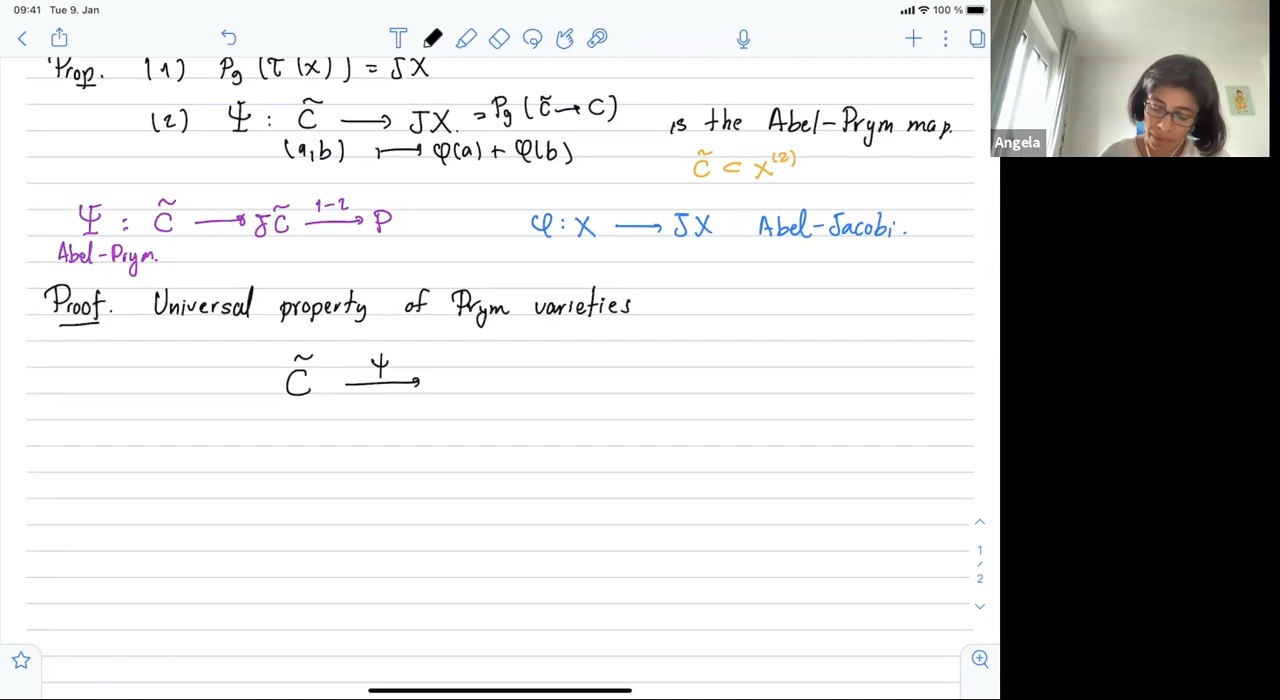 09:41 Tue 9. Jan
100 %
Prop. (1) Pg (τ(X)) = JX
(2) Ψ : C̃ ⟶ JX. = Pg (C̃ → C) is the Abel-Prym map.
(a,b) ⟼ φ(a) + φ(b)
C̃ ⊂ X⁽²⁾
Ψ : C̃ ⟶ JC̃ ⟶ P
1-ι
φ : X ⟶ JX Abel-Jacobi.
Abel-Prym.
Proof. Universal property of Prym varieties
C̃ ⟶ 
ψ
1
/
2
Angela